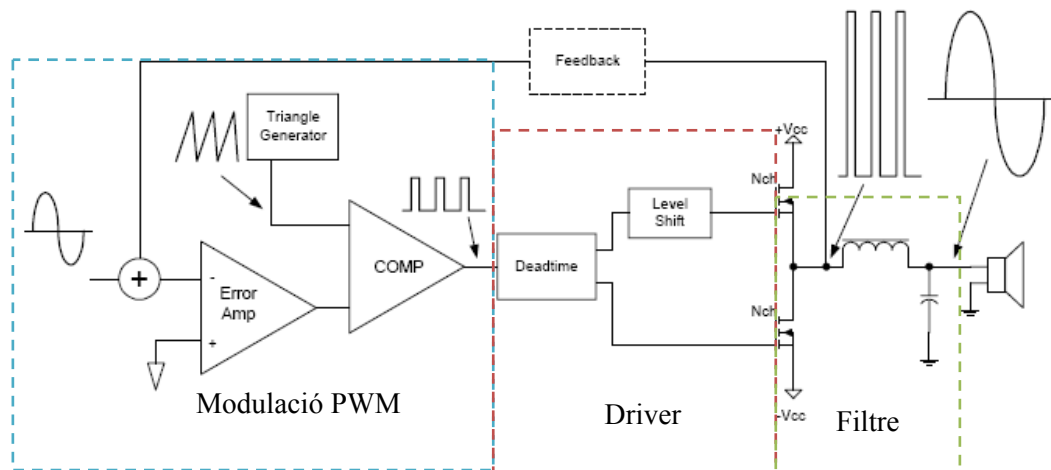 Feedback
Triangle
Generator
+Vcc
Nch
Level
Shift
COMP
Deadtime
+
-
Error
Amp
+
Nch
-Vcc
Modulació PWM
Driver
Filtre